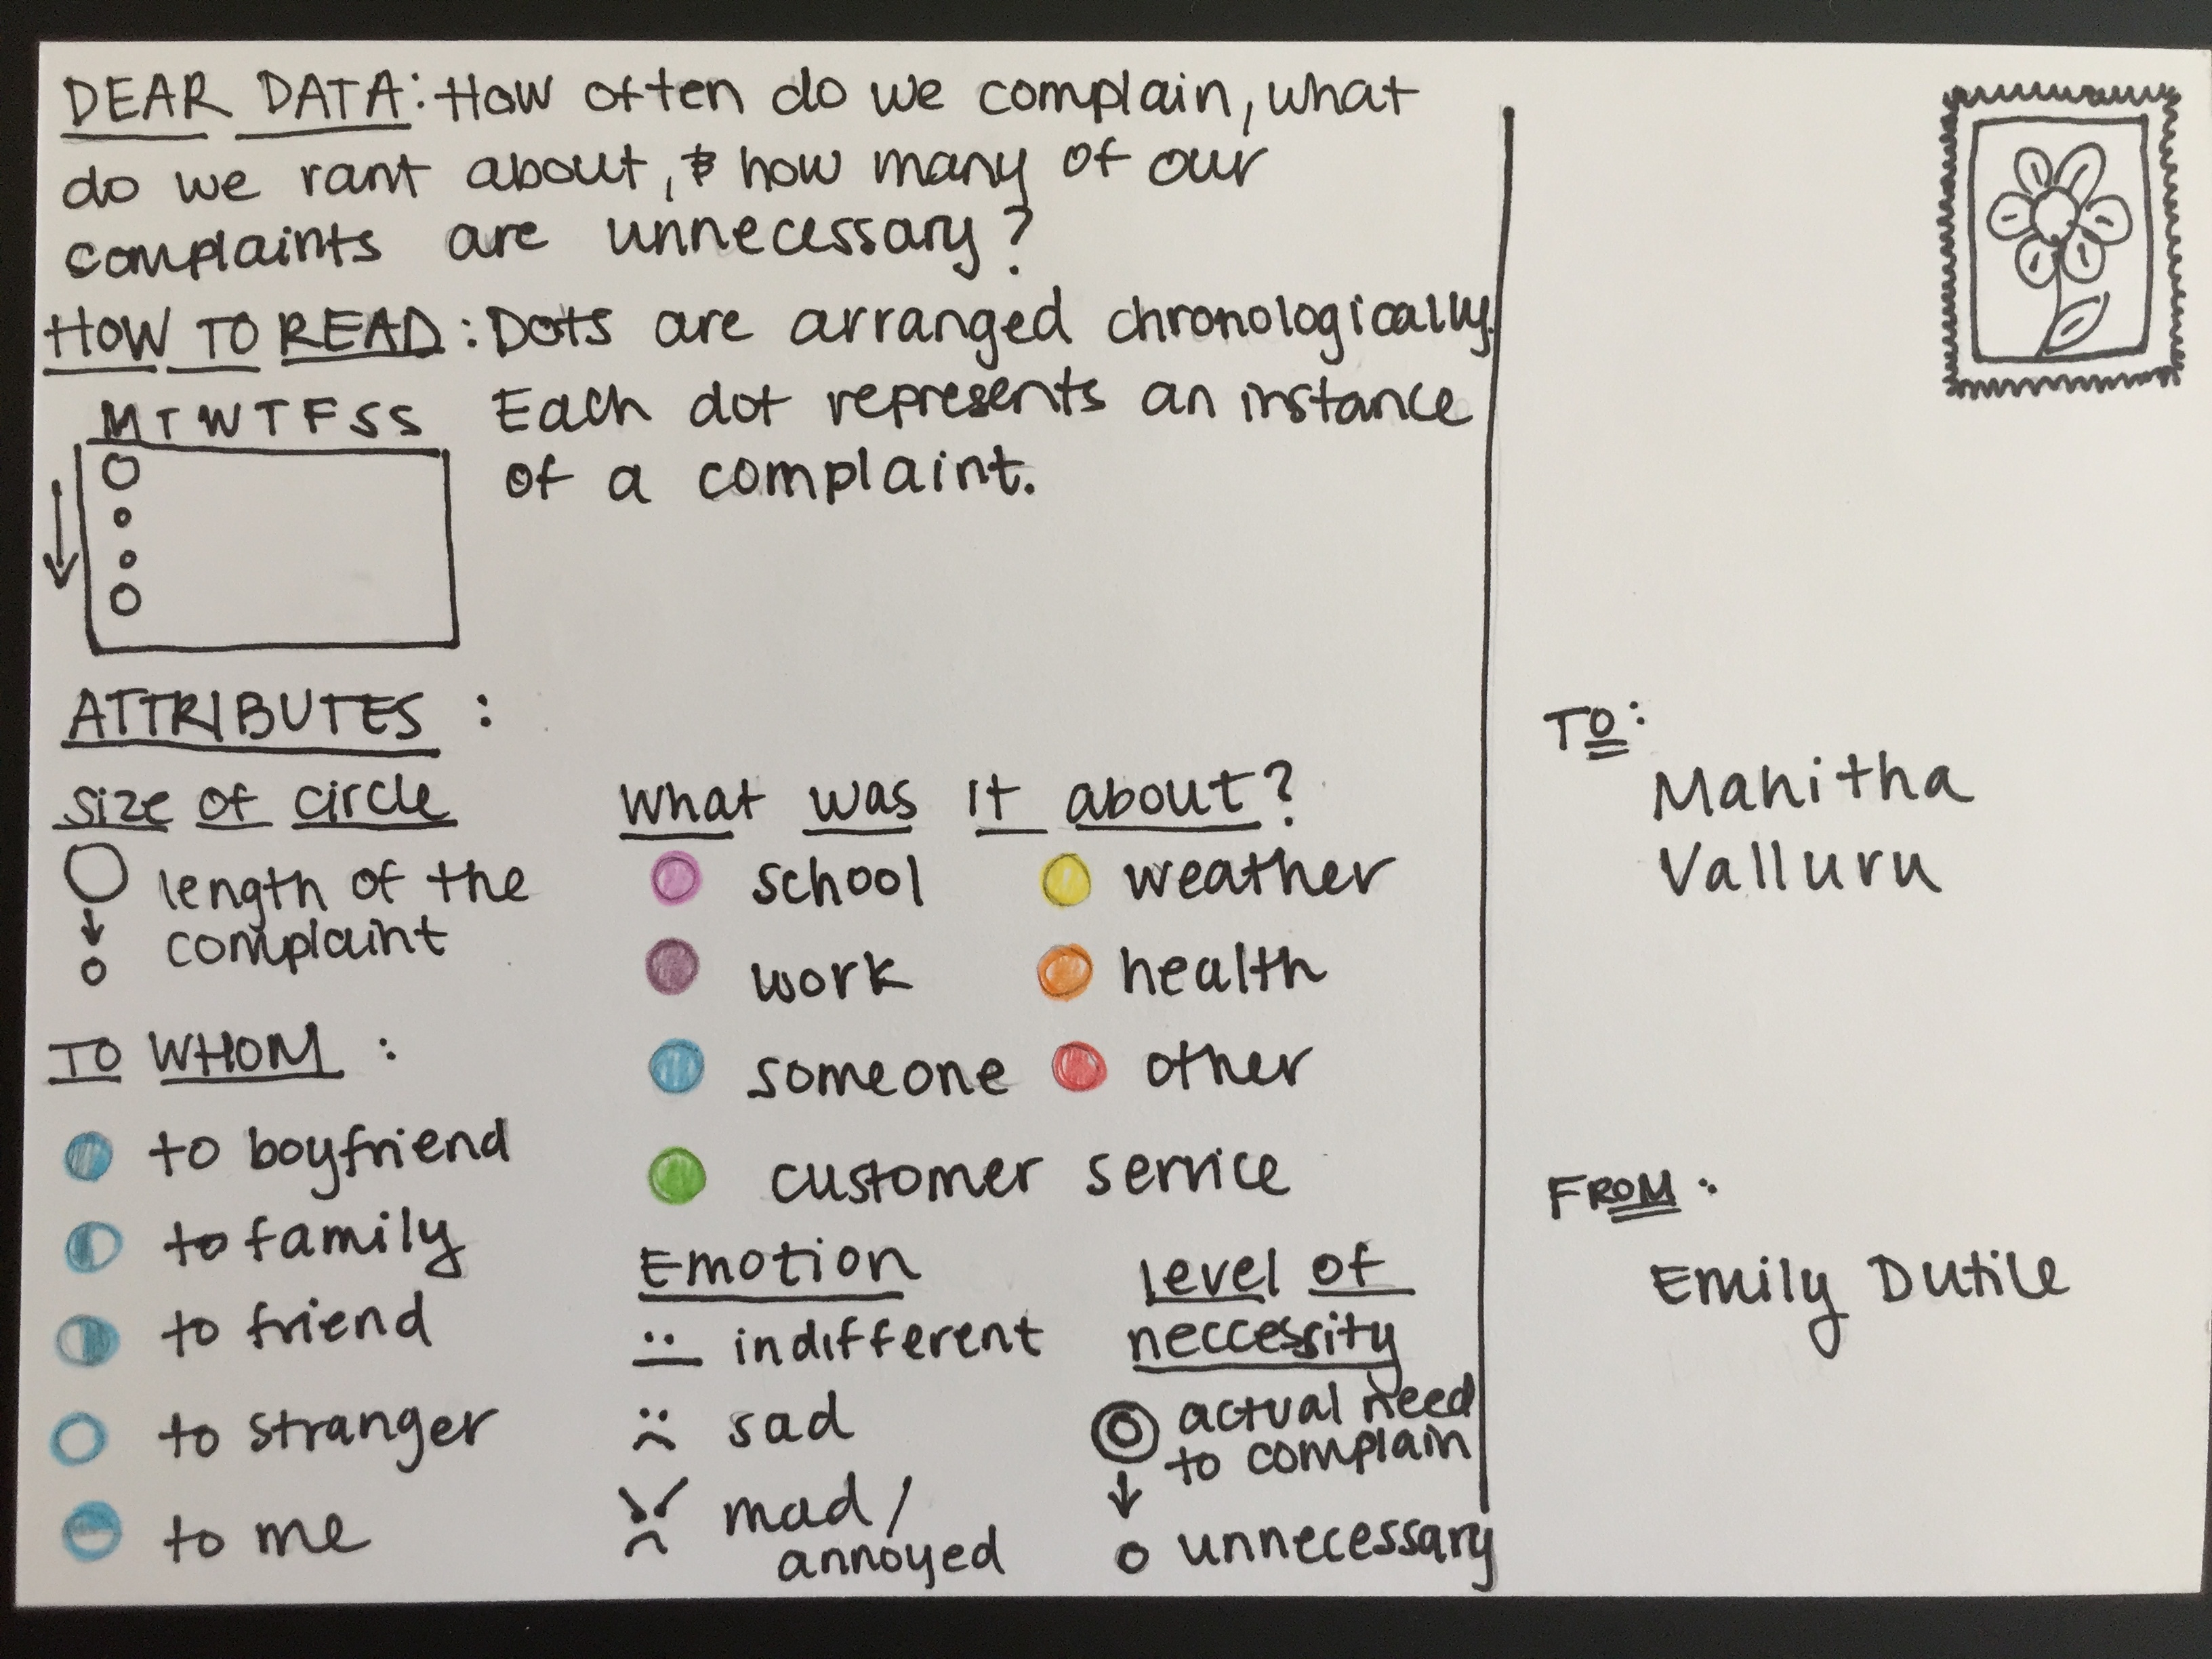 DEAR DATA: How often do we complain, what
do we rant about, & how many of our
complaints are unnecessary?
HOW TO READ: Dots are arranged chronologically.
Each dot represents an instance
of a complaint.
M T W T F S S
ATTRIBUTES :
size of circle
length of the
complaint
TO WHOM :
to boyfriend
to family
to friend
to stranger
to me
what was it about?
school
weather
work
health
someone
other
customer service
Emotion
indifferent
sad
mad/
annoyed
level of
neccessity
actual need
to complain
unnecessary
TO:
Manitha
Valluru
FROM:
Emily Dutile